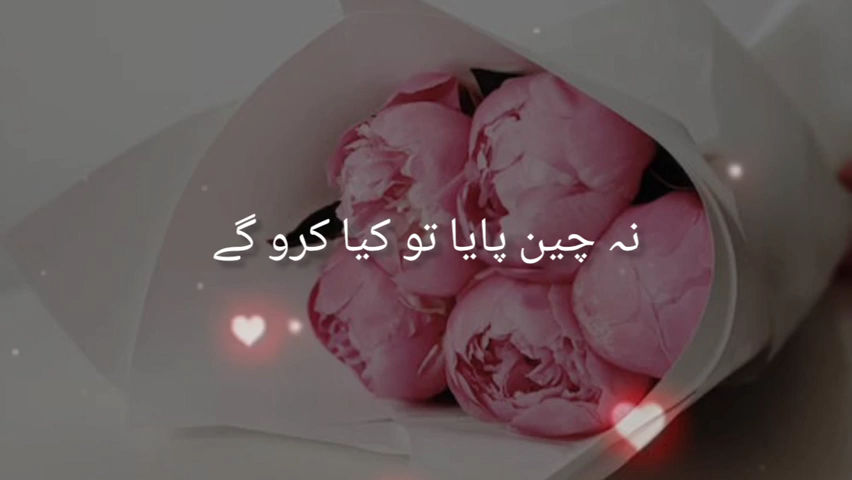 نہ چین پایا تو کیا کرو گے